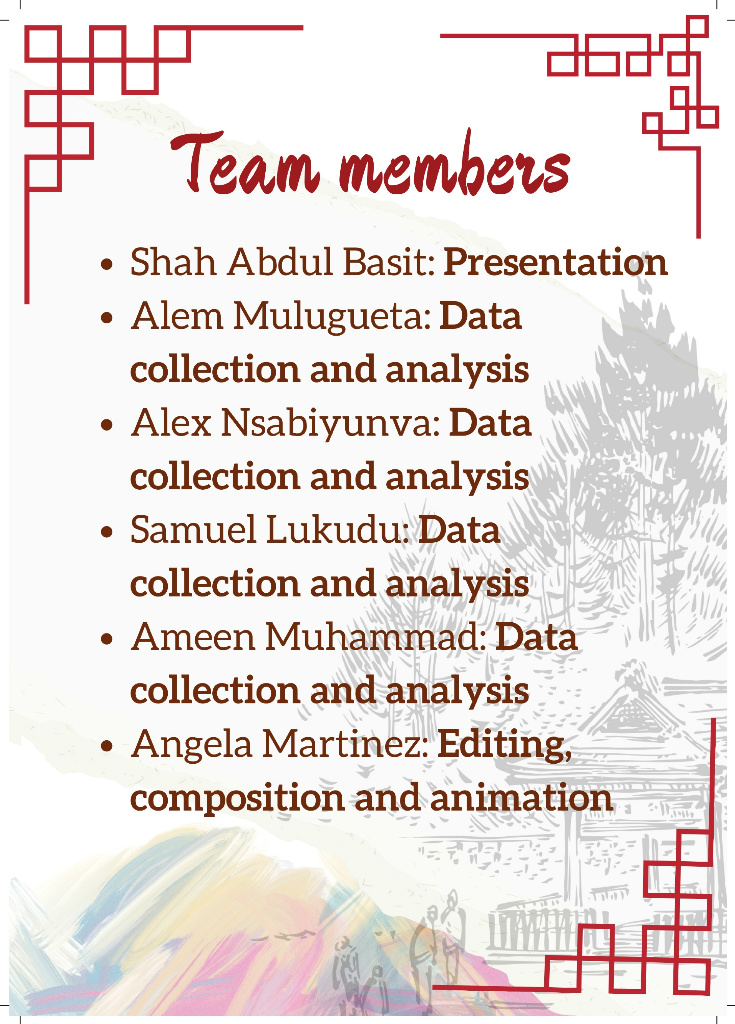 Team members
• Shah Abdul Basit: Presentation
• Alem Mulugueta: Data
collection and analysis
• Alex Nsabiyunva: Data
collection and analysis
• Samuel Lukudu: Data
collection and analysis
• Ameen Muhammad: Data
collection and analysis
• Angela Martinez: Editing,
composition and animation